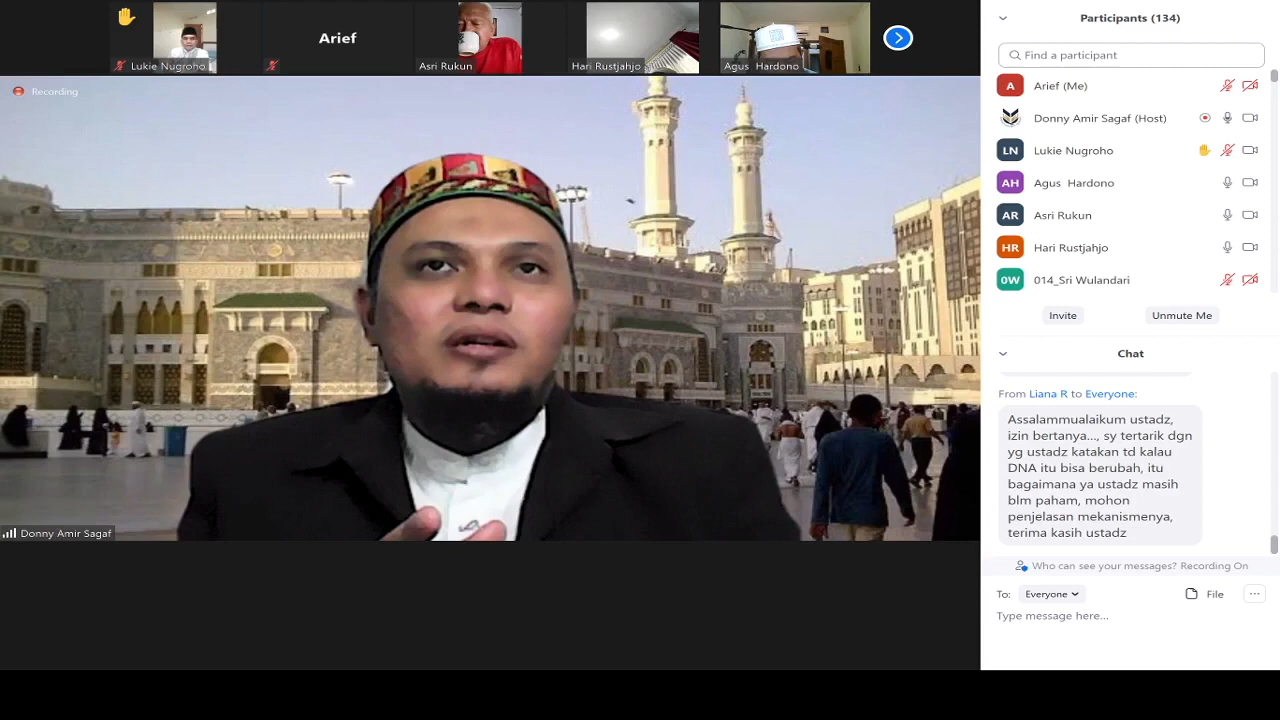 Lukie Nugroho
Arief
Asri Rukun
Hari Rustjahjo
Agus Hardono
Recording
Donny Amir Sagaf
Participants (134)
Find a participant
A Arief (Me)
Donny Amir Sagaf (Host)
LN Lukie Nugroho
AH Agus Hardono
AR Asri Rukun
HR Hari Rustjahjo
0W 014_Sri Wulandari
Invite Unmute Me
Chat
From Liana R to Everyone:
Assalammualaikum ustadz,
izin bertanya..., sy tertarik dgn
yg ustadz katakan td kalau
DNA itu bisa berubah, itu
bagaimana ya ustadz masih
blm paham, mohon
penjelasan mekanismenya,
terima kasih ustadz
Who can see your messages? Recording On
To: Everyone File ...
Type message here...